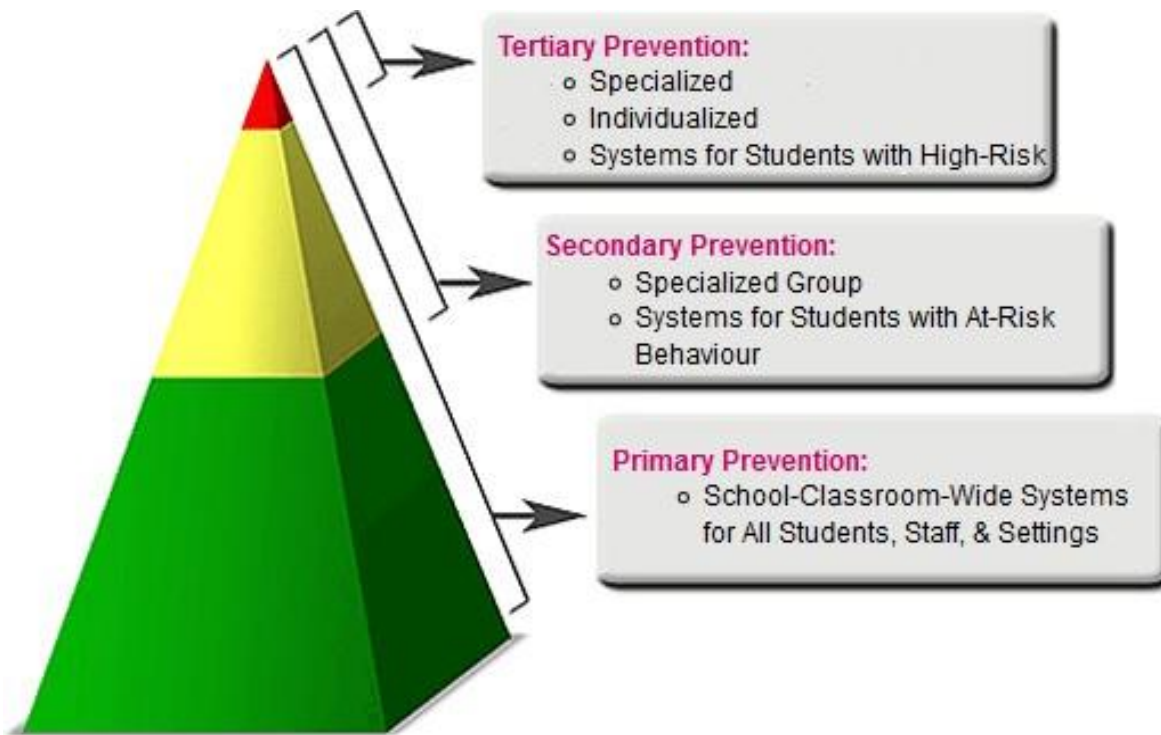 Tertiary Prevention:
Specialized
Individualized
Systems for Students with High-Risk
Secondary Prevention:
Specialized Group
Systems for Students with At-Risk
Behaviour
Primary Prevention:
School-Classroom-Wide Systems
for All Students, Staff, & Settings